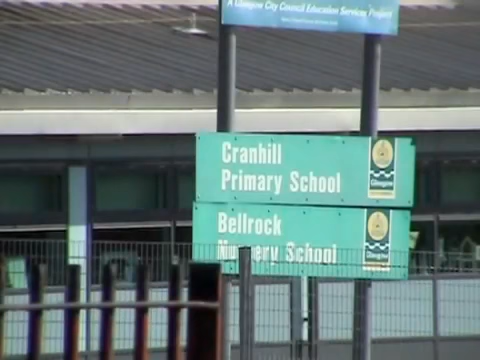 A Glasgow City Council Education Services Project
Cranhill
Primary School
Glasgow
Bellrock
Nursery School
Glasgow